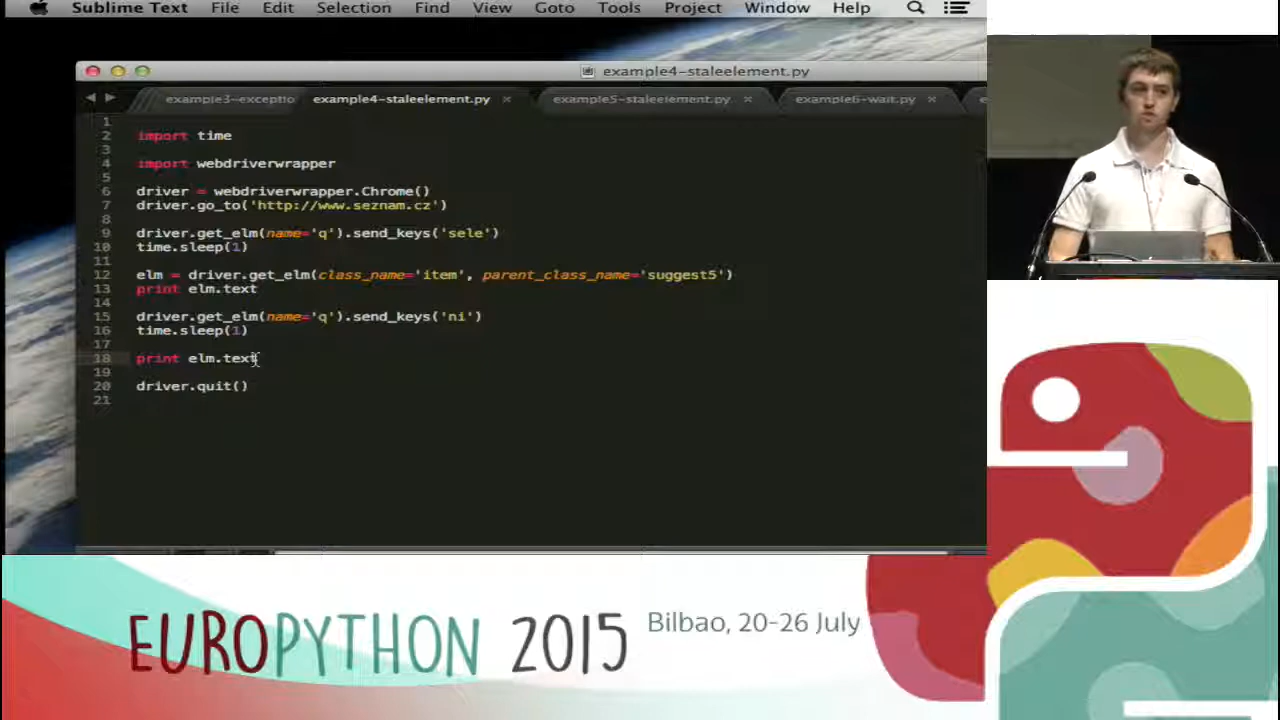 Sublime Text File Edit Selection Find View Goto Tools Project Window Help
example4-staleelement.py
example3-exceptio example4-staleelement.py × example5-staleelement.py × example6-wait.py ×
1
2 import time
3
4 import webdriverwrapper
5
6 driver = webdriverwrapper.Chrome()
7 driver.go_to('http://www.seznam.cz')
8
9 driver.get_elm(name='q').send_keys('sele')
10 time.sleep(1)
11
12 elm = driver.get_elm(class_name='item', parent_class_name='suggest5')
13 print elm.text
14
15 driver.get_elm(name='q').send_keys('ni')
16 time.sleep(1)
17
18 print elm.text
19
20 driver.quit()
21
EUROPYTHON 2015 Bilbao, 20-26 July